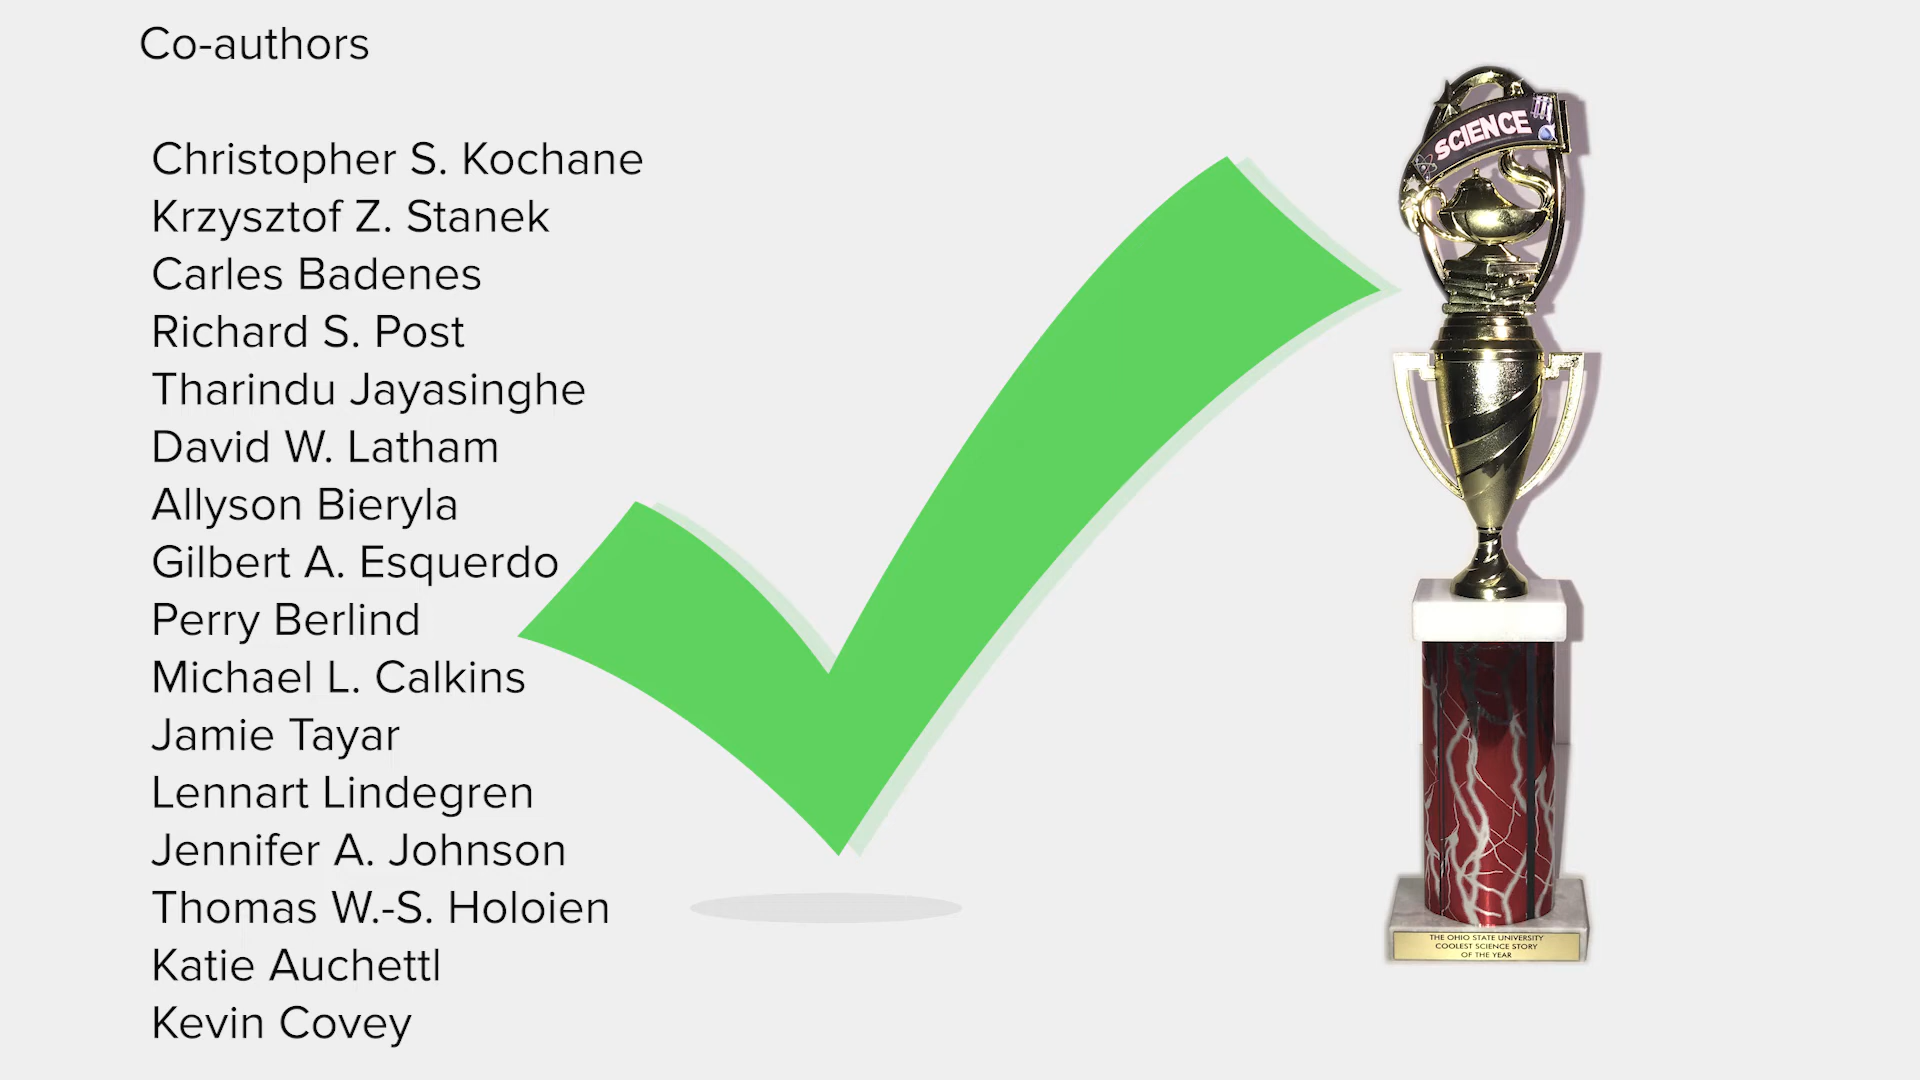 Co-authors
Christopher S. Kochane
Krzysztof Z. Stanek
Carles Badenes
Richard S. Post
Tharindu Jayasinghe
David W. Latham
Allyson Bieryla
Gilbert A. Esquerdo
Perry Berlind
Michael L. Calkins
Jamie Tayar
Lennart Lindegren
Jennifer A. Johnson
Thomas W.-S. Holoien
Katie Auchettl
Kevin Covey
SCIENCE
THE OHIO STATE UNIVERSITY
COOLEST SCIENCE STORY
OF THE YEAR